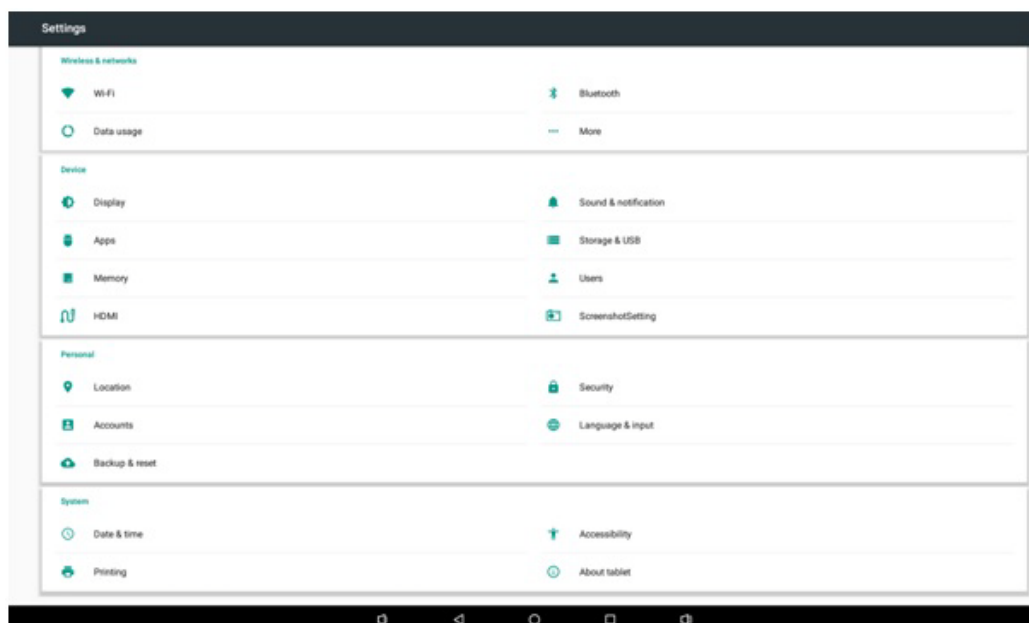 Settings
Wireless & networks
Wi-Fi
Bluetooth
Data usage
More
Device
Display
Sound & notification
Apps
Storage & USB
Memory
Users
HDMI
ScreenshotSetting
Personal
Location
Security
Accounts
Language & input
Backup & reset
System
Date & time
Accessibility
Printing
About tablet